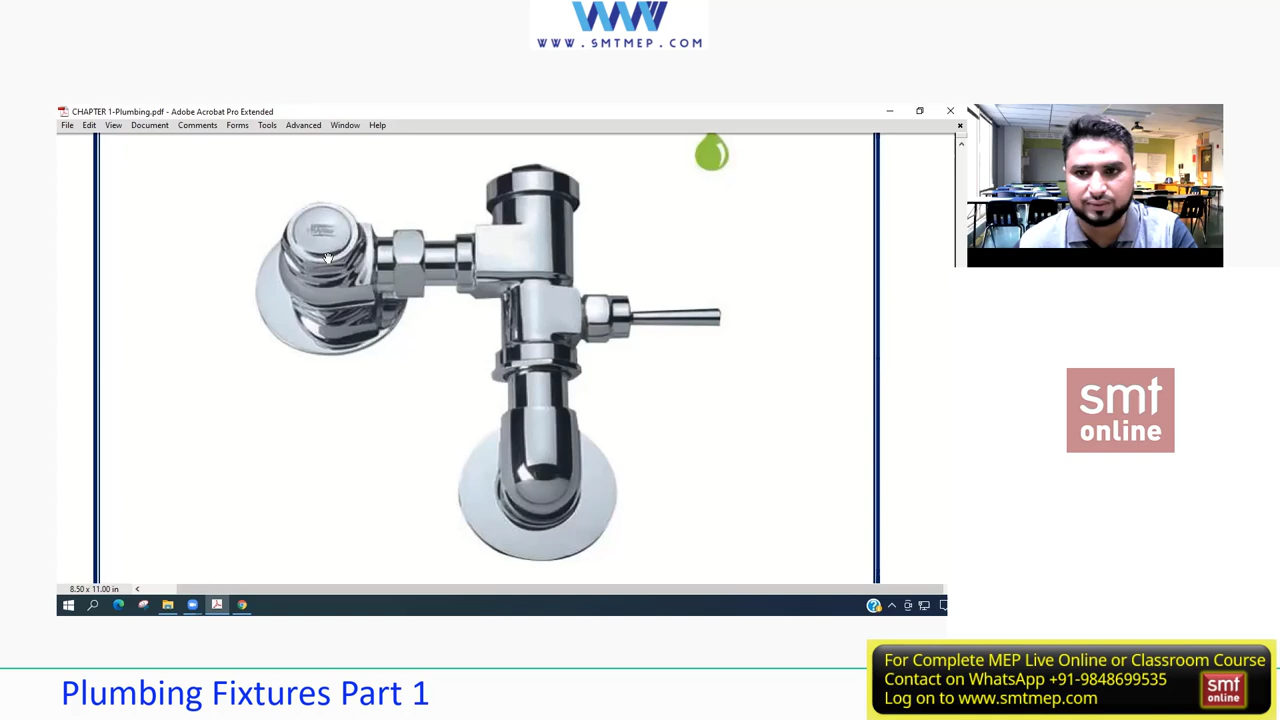 WWW.SMTMEP.COM
CHAPTER 1-Plumbing.pdf - Adobe Acrobat Pro Extended
File Edit View Document Comments Forms Tools Advanced Window Help
8.50 x 11.00 in
smt
online
Plumbing Fixtures Part 1
For Complete MEP Live Online or Classroom Course
Contact on WhatsApp +91-9848699535
Log on to www.smtmep.com
smt
online